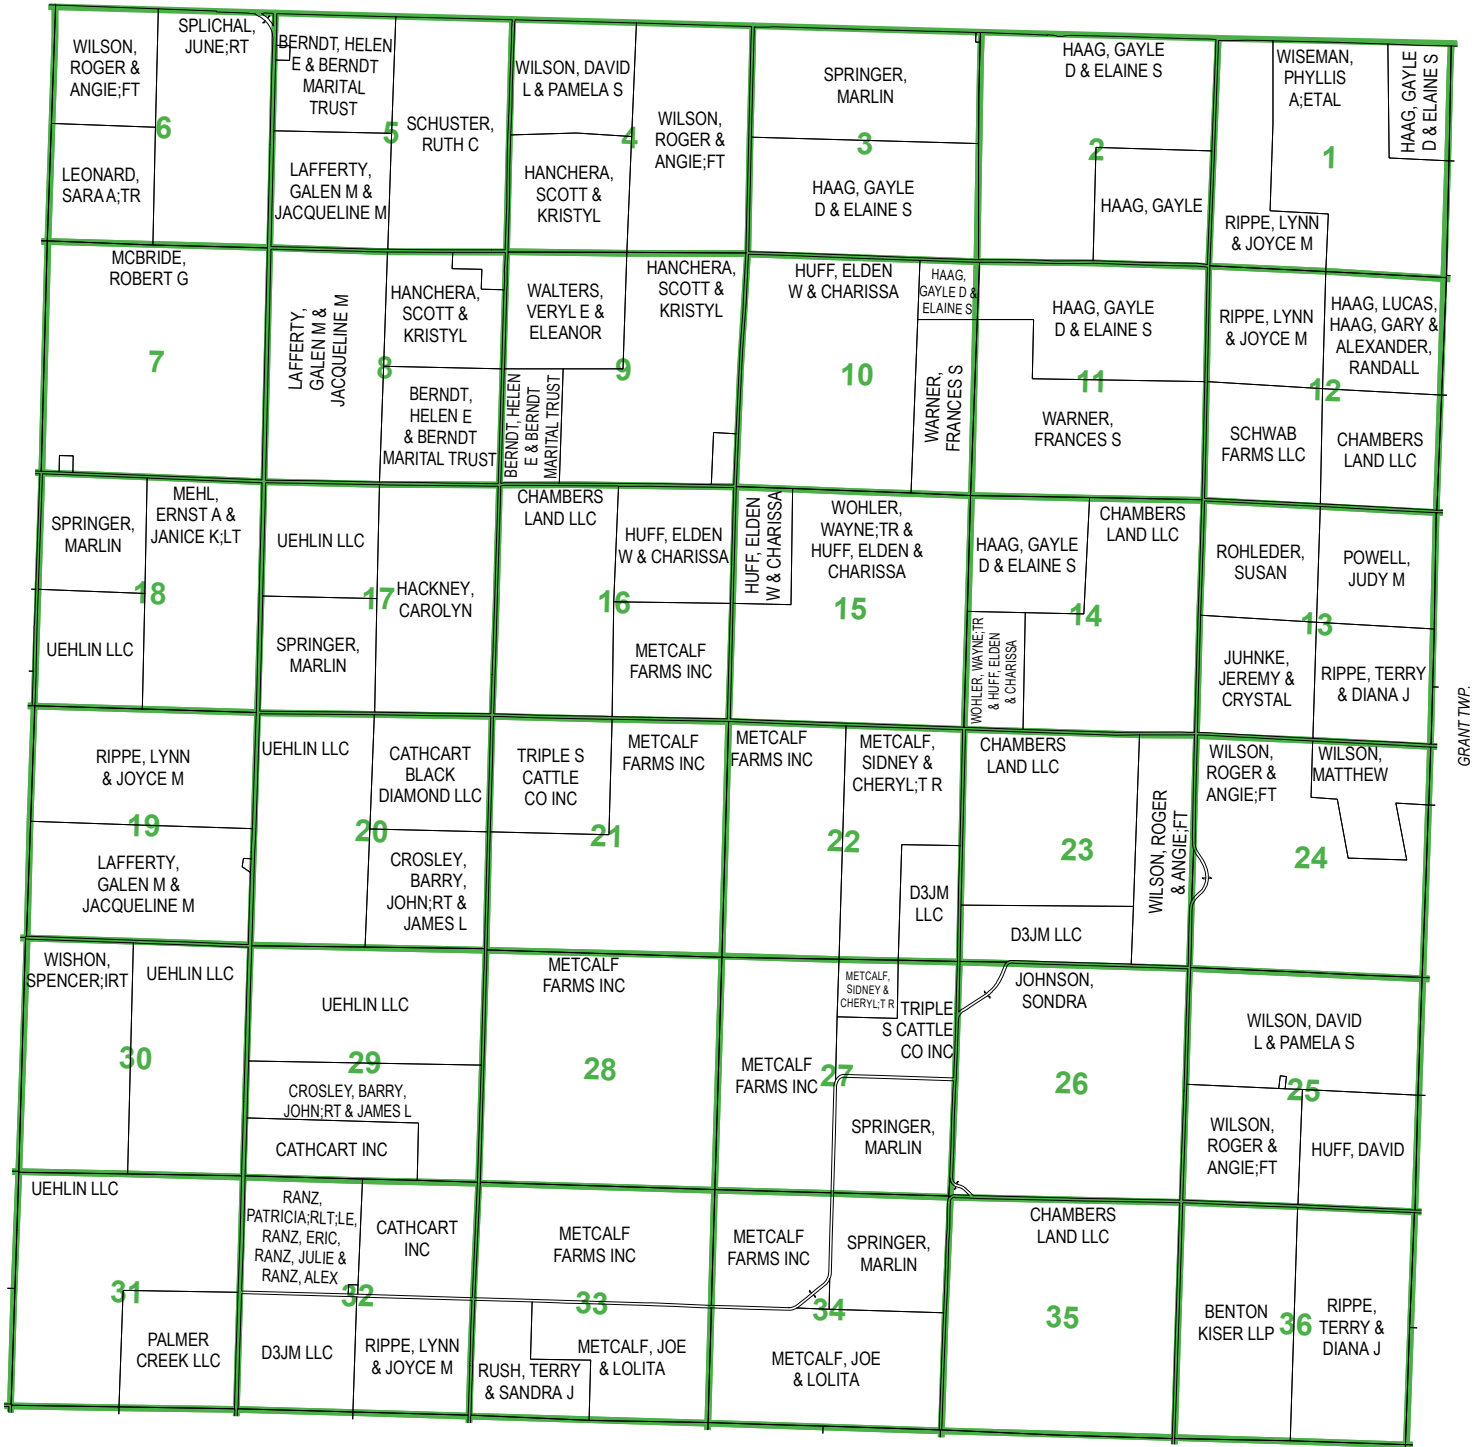 WILSON,
ROGER &
ANGIE;FT
SPLICHAL,
JUNE;RT
6
LEONARD,
SARA A;TR
BERNDT, HELEN
E & BERNDT
MARITAL
TRUST
5
SCHUSTER,
RUTH C
LAFFERTY,
GALEN M &
JACQUELINE M
WILSON, DAVID
L & PAMELA S
4
WILSON,
ROGER &
ANGIE;FT
HANCHERA,
SCOTT &
KRISTYL
SPRINGER,
MARLIN
3
HAAG, GAYLE
D & ELAINE S
HAAG, GAYLE
D & ELAINE S
2
HAAG, GAYLE
WISEMAN,
PHYLLIS
A;ETAL
HAAG, GAYLE
D & ELAINE S
1
RIPPE, LYNN
& JOYCE M
MCBRIDE,
ROBERT G
7
LAFFERTY,
GALEN M &
JACQUELINE M
HANCHERA,
SCOTT &
KRISTYL
8
BERNDT,
HELEN E
& BERNDT
MARITAL TRUST
WALTERS,
VERYL E &
ELEANOR
HANCHERA,
SCOTT &
KRISTYL
9
BERNDT, HELEN
E & BERNDT
MARITAL TRUST
HUFF, ELDEN
W & CHARISSA
HAAG,
GAYLE D &
ELAINE S
10
WARNER,
FRANCES S
HAAG, GAYLE
D & ELAINE S
11
WARNER,
FRANCES S
RIPPE, LYNN
& JOYCE M
HAAG, LUCAS,
HAAG, GARY &
ALEXANDER,
RANDALL
12
SCHWAB
FARMS LLC
CHAMBERS
LAND LLC
SPRINGER,
MARLIN
MEHL,
ERNST A &
JANICE K;LT
18
UEHLIN LLC
UEHLIN LLC
17
HACKNEY,
CAROLYN
SPRINGER,
MARLIN
CHAMBERS
LAND LLC
HUFF, ELDEN
W & CHARISSA
16
METCALF
FARMS INC
HUFF, ELDEN
W & CHARISSA
WOHLER,
WAYNE;TR &
HUFF, ELDEN &
CHARISSA
15
HAAG, GAYLE
D & ELAINE S
CHAMBERS
LAND LLC
14
WOHLER, WAYNE;TR
& HUFF, ELDEN
& CHARISSA
ROHLEDER,
SUSAN
POWELL,
JUDY M
13
JUHNKE,
JEREMY &
CRYSTAL
RIPPE, TERRY
& DIANA J
GRANT TWP.
RIPPE, LYNN
& JOYCE M
19
LAFFERTY,
GALEN M &
JACQUELINE M
UEHLIN LLC
CATHCART
BLACK
DIAMOND LLC
20
CROSLEY,
BARRY,
JOHN;RT &
JAMES L
TRIPLE S
CATTLE
CO INC
METCALF
FARMS INC
21
METCALF
FARMS INC
METCALF,
SIDNEY &
CHERYL;T R
22
D3JM
LLC
CHAMBERS
LAND LLC
23
WILSON, ROGER
& ANGIE;FT
D3JM LLC
WILSON,
ROGER &
ANGIE;FT
WILSON,
MATTHEW
24
WISHON,
SPENCER;IRT
UEHLIN LLC
30
UEHLIN LLC
29
CROSLEY, BARRY,
JOHN;RT & JAMES L
CATHCART INC
METCALF
FARMS INC
28
METCALF,
SIDNEY &
CHERYL;T R
TRIPLE
S CATTLE
CO INC
METCALF
FARMS INC
27
SPRINGER,
MARLIN
JOHNSON,
SONDRA
26
WILSON, DAVID
L & PAMELA S
25
WILSON,
ROGER &
ANGIE;FT
HUFF, DAVID
UEHLIN LLC
31
PALMER
CREEK LLC
RANZ,
PATRICIA;RLT;LE,
RANZ, ERIC,
RANZ, JULIE &
RANZ, ALEX
CATHCART
INC
32
D3JM LLC
RIPPE, LYNN
& JOYCE M
METCALF
FARMS INC
33
RUSH, TERRY
& SANDRA J
METCALF, JOE
& LOLITA
METCALF
FARMS INC
SPRINGER,
MARLIN
34
METCALF, JOE
& LOLITA
CHAMBERS
LAND LLC
35
BENTON
KISER LLP
36
RIPPE,
TERRY &
DIANA J